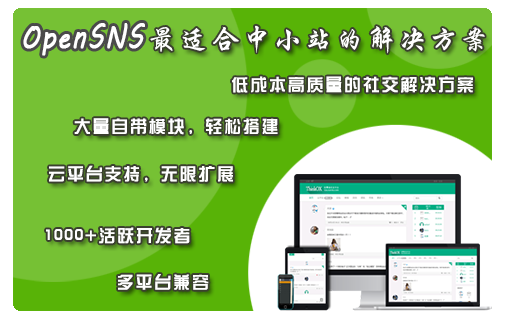 OpenSNS最适合中小站的解决方案
低成本高质量的社交解决方案
大量自带模块，轻松搭建
云平台支持，无限扩展
1000+活跃开发者
多平台兼容